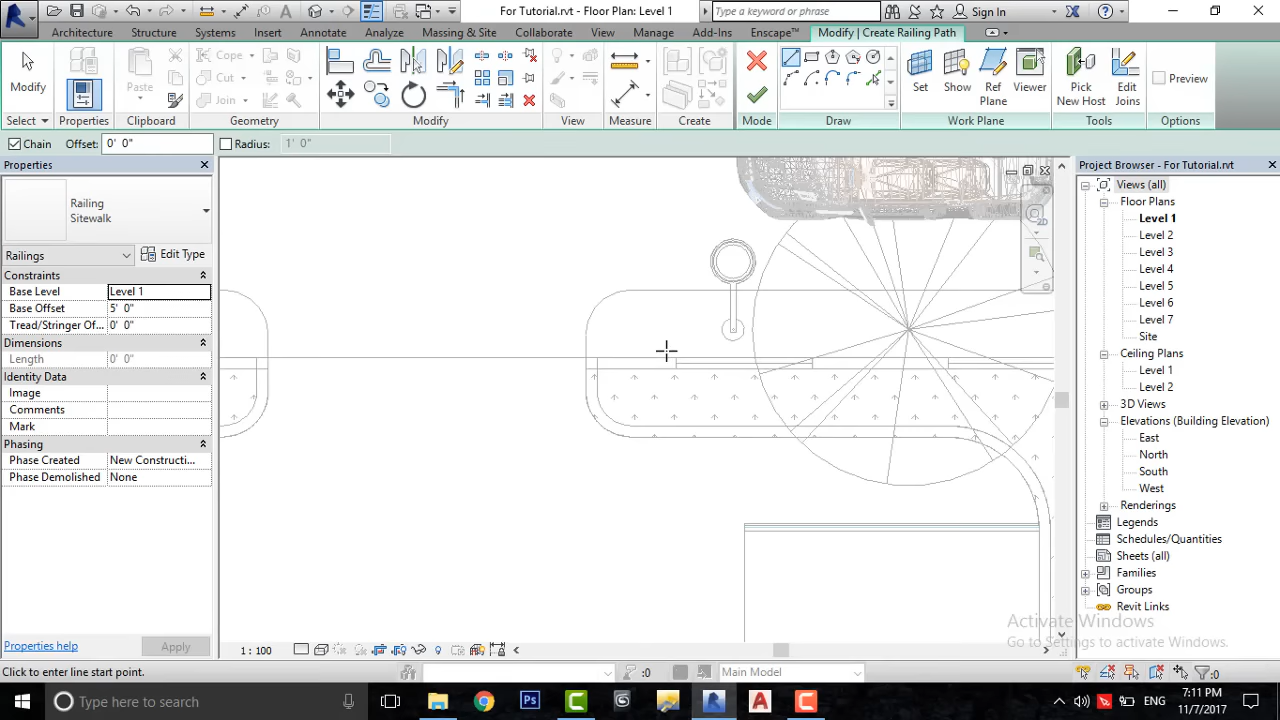 For Tutorial.rvt - Floor Plan: Level 1
Type a keyword or phrase
Sign In
Architecture Structure Systems Insert Annotate Analyze Massing & Site Collaborate View Manage Add-Ins Enscape™ Modify | Create Railing Path
Modify
Select
Properties
Paste
Clipboard
Cope
Cut
Join
Geometry
Modify
View
Measure
Create
Mode
Draw
Set
Show
Ref Plane
Viewer
Work Plane
Pick New Host
Edit Joins
Tools
Preview
Options
Chain Offset: 0' 0" Radius: 1' 0"
Properties
Railing
Sitewalk
Railings
Edit Type
Constraints
Base Level Level 1
Base Offset 5' 0"
Tread/Stringer Of... 0' 0"
Dimensions
Length 0' 0"
Identity Data
Image
Comments
Mark
Phasing
Phase Created New Constructi...
Phase Demolished None
Properties help
Apply
2D
Project Browser - For Tutorial.rvt
Views (all)
Floor Plans
Level 1
Level 2
Level 3
Level 4
Level 5
Level 6
Level 7
Site
Ceiling Plans
Level 1
Level 2
3D Views
Elevations (Building Elevation)
East
North
South
West
Renderings
Legends
Schedules/Quantities
Sheets (all)
Families
Groups
Revit Links
Activate Windows
Go to Settings to activate Windows.
1 : 100
Click to enter line start point.
:0
Main Model
:0
Type here to search
ENG
7:11 PM
11/7/2017